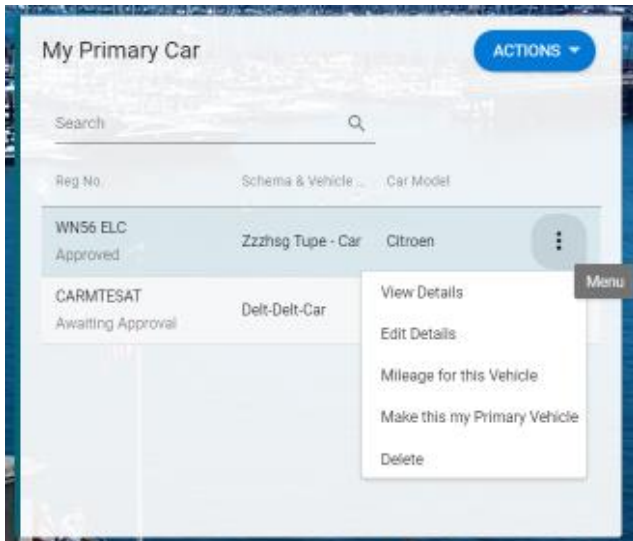 My Primary Car
ACTIONS
Search
Reg No. Schema & Vehicle ... Car Model
WN56 ELC
Approved
Zzzhsg Tupe - Car Citroen
Menu
CARMTESAT
Awaiting Approval
Delt-Delt-Car
View Details
Edit Details
Mileage for this Vehicle
Make this my Primary Vehicle
Delete